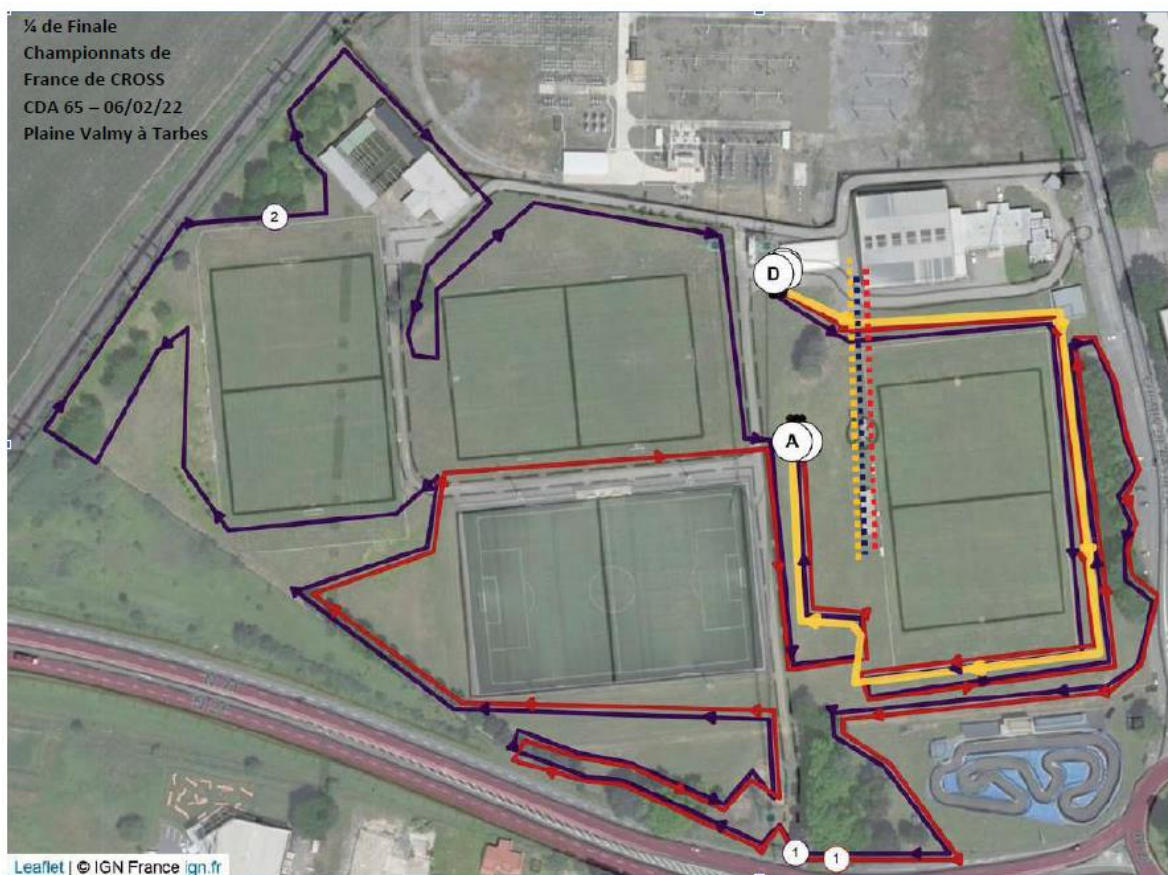 ¼ de Finale
Championnats de
France de CROSS
CDA 65 – 06/02/22
Plaine Valmy à Tarbes
2
D
A
1
1
Leaflet | © IGN France ign.fr